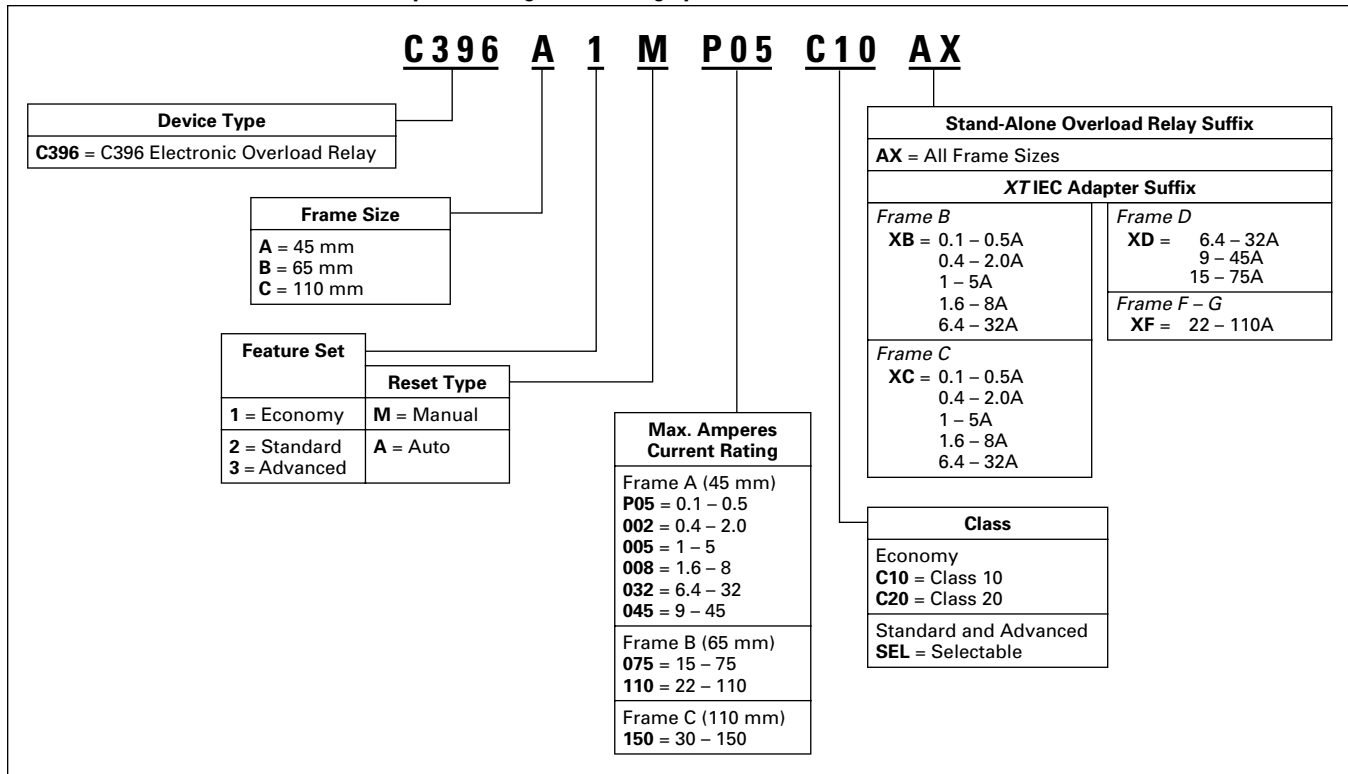 C396 A 1 M P05 C10 AX
Device Type
C396 = C396 Electronic Overload Relay
Frame Size
A = 45 mm
B = 65 mm
C = 110 mm
Feature Set
1 = Economy
2 = Standard
3 = Advanced
Reset Type
M = Manual
A = Auto
Max. Amperes
Current Rating
Frame A (45 mm)
P05 = 0.1 – 0.5
002 = 0.4 – 2.0
005 = 1 – 5
008 = 1.6 – 8
032 = 6.4 – 32
045 = 9 – 45
Frame B (65 mm)
075 = 15 – 75
110 = 22 – 110
Frame C (110 mm)
150 = 30 – 150
Stand-Alone Overload Relay Suffix
AX = All Frame Sizes
XT IEC Adapter Suffix
Frame B
XB = 0.1 – 0.5A
0.4 – 2.0A
1 – 5A
1.6 – 8A
6.4 – 32A
Frame C
XC = 0.1 – 0.5A
0.4 – 2.0A
1 – 5A
1.6 – 8A
6.4 – 32A
Frame D
XD = 6.4 – 32A
9 – 45A
15 – 75A
Frame F – G
XF = 22 – 110A
Class
Economy
C10 = Class 10
C20 = Class 20
Standard and Advanced
SEL = Selectable